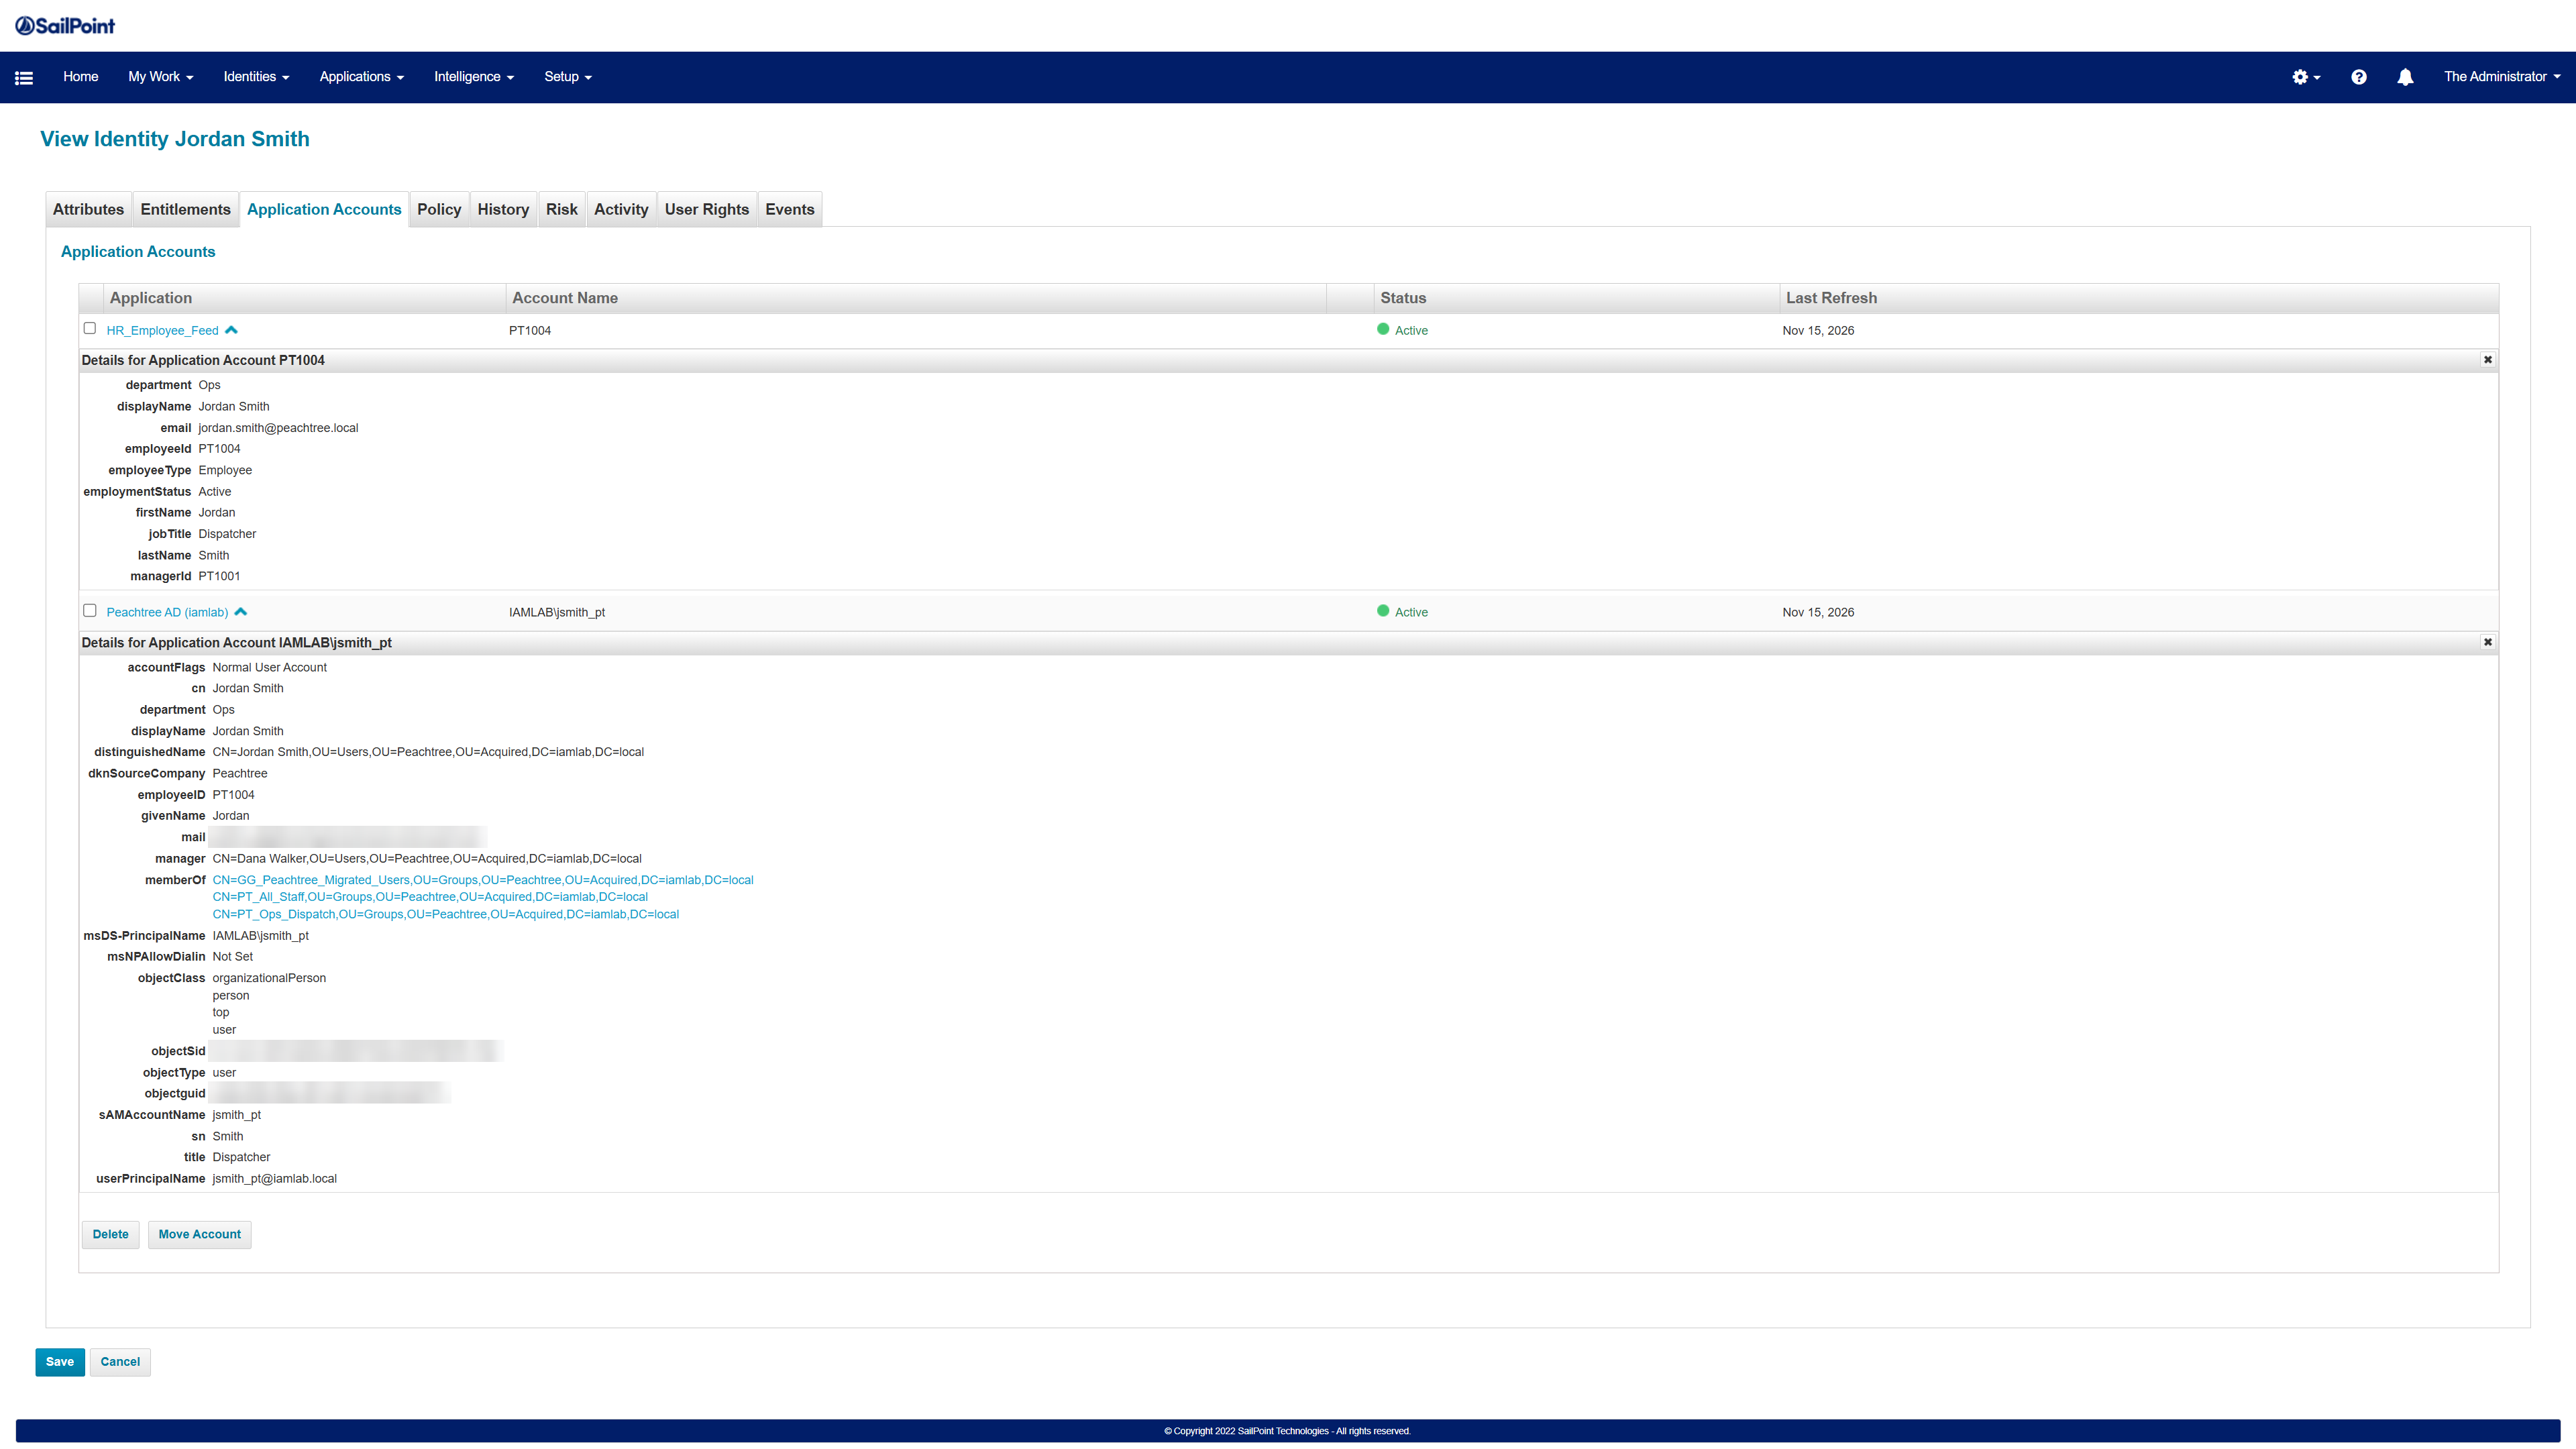 SailPoint
Home My Work Identities Applications Intelligence Setup The Administrator
View Identity Jordan Smith
Attributes Entitlements Application Accounts Policy History Risk Activity User Rights Events
Application Accounts
Application Account Name Status Last Refresh
HR_Employee_Feed PT1004 Active Nov 15, 2026
Details for Application Account PT1004
department Ops
displayName Jordan Smith
email jordan.smith@peachtree.local
employeeId PT1004
employeeType Employee
employmentStatus Active
firstName Jordan
jobTitle Dispatcher
lastName Smith
managerId PT1001
Peachtree AD (iamlab) IAMLAB\jsmith_pt Active Nov 15, 2026
Details for Application Account IAMLAB\jsmith_pt
accountFlags Normal User Account
cn Jordan Smith
department Ops
displayName Jordan Smith
distinguishedName CN=Jordan Smith,OU=Users,OU=Peachtree,OU=Acquired,DC=iamlab,DC=local
dknSourceCompany Peachtree
employeeID PT1004
givenName Jordan
mail
manager CN=Dana Walker,OU=Users,OU=Peachtree,OU=Acquired,DC=iamlab,DC=local
memberOf CN=GG_Peachtree_Migrated_Users,OU=Groups,OU=Peachtree,OU=Acquired,DC=iamlab,DC=local
CN=PT_All_Staff,OU=Groups,OU=Peachtree,OU=Acquired,DC=iamlab,DC=local
CN=PT_Ops_Dispatch,OU=Groups,OU=Peachtree,OU=Acquired,DC=iamlab,DC=local
msDS-PrincipalName IAMLAB\jsmith_pt
msNPAllowDialin Not Set
objectClass organizationalPerson
person
top
user
objectSid
objectType user
objectguid
sAMAccountName jsmith_pt
sn Smith
title Dispatcher
userPrincipalName jsmith_pt@iamlab.local
Delete Move Account
Save Cancel
© Copyright 2022 SailPoint Technologies - All rights reserved.